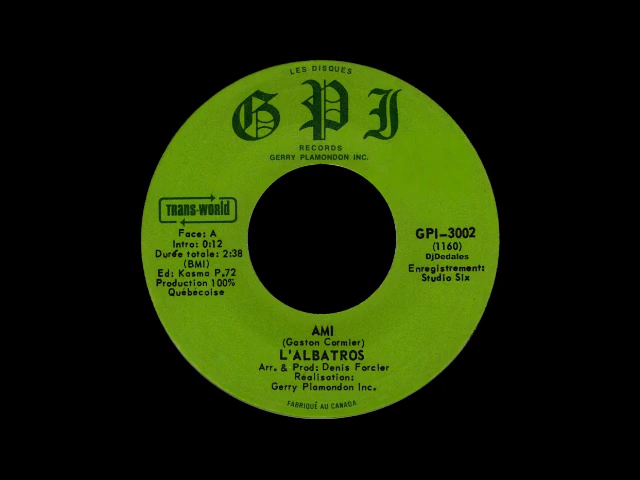 LES DISQUES
GPI
RECORDS
GERRY PLAMONDON INC.
TRANS-WORLD
Face: A
Intro: 0:12
Durée totale: 2:38
(BMI)
Ed: Kasma P.72
Production 100%
Québecoise
GPI-3002
(1160)
DjDedales
Enregistrement:
Studio Six
AMI
(Gaston Cormier)
L'ALBATROS
Arr. & Prod: Denis Forcier
Réalisation:
Gerry Plamondon Inc.
FABRIQUÉ AU CANADA